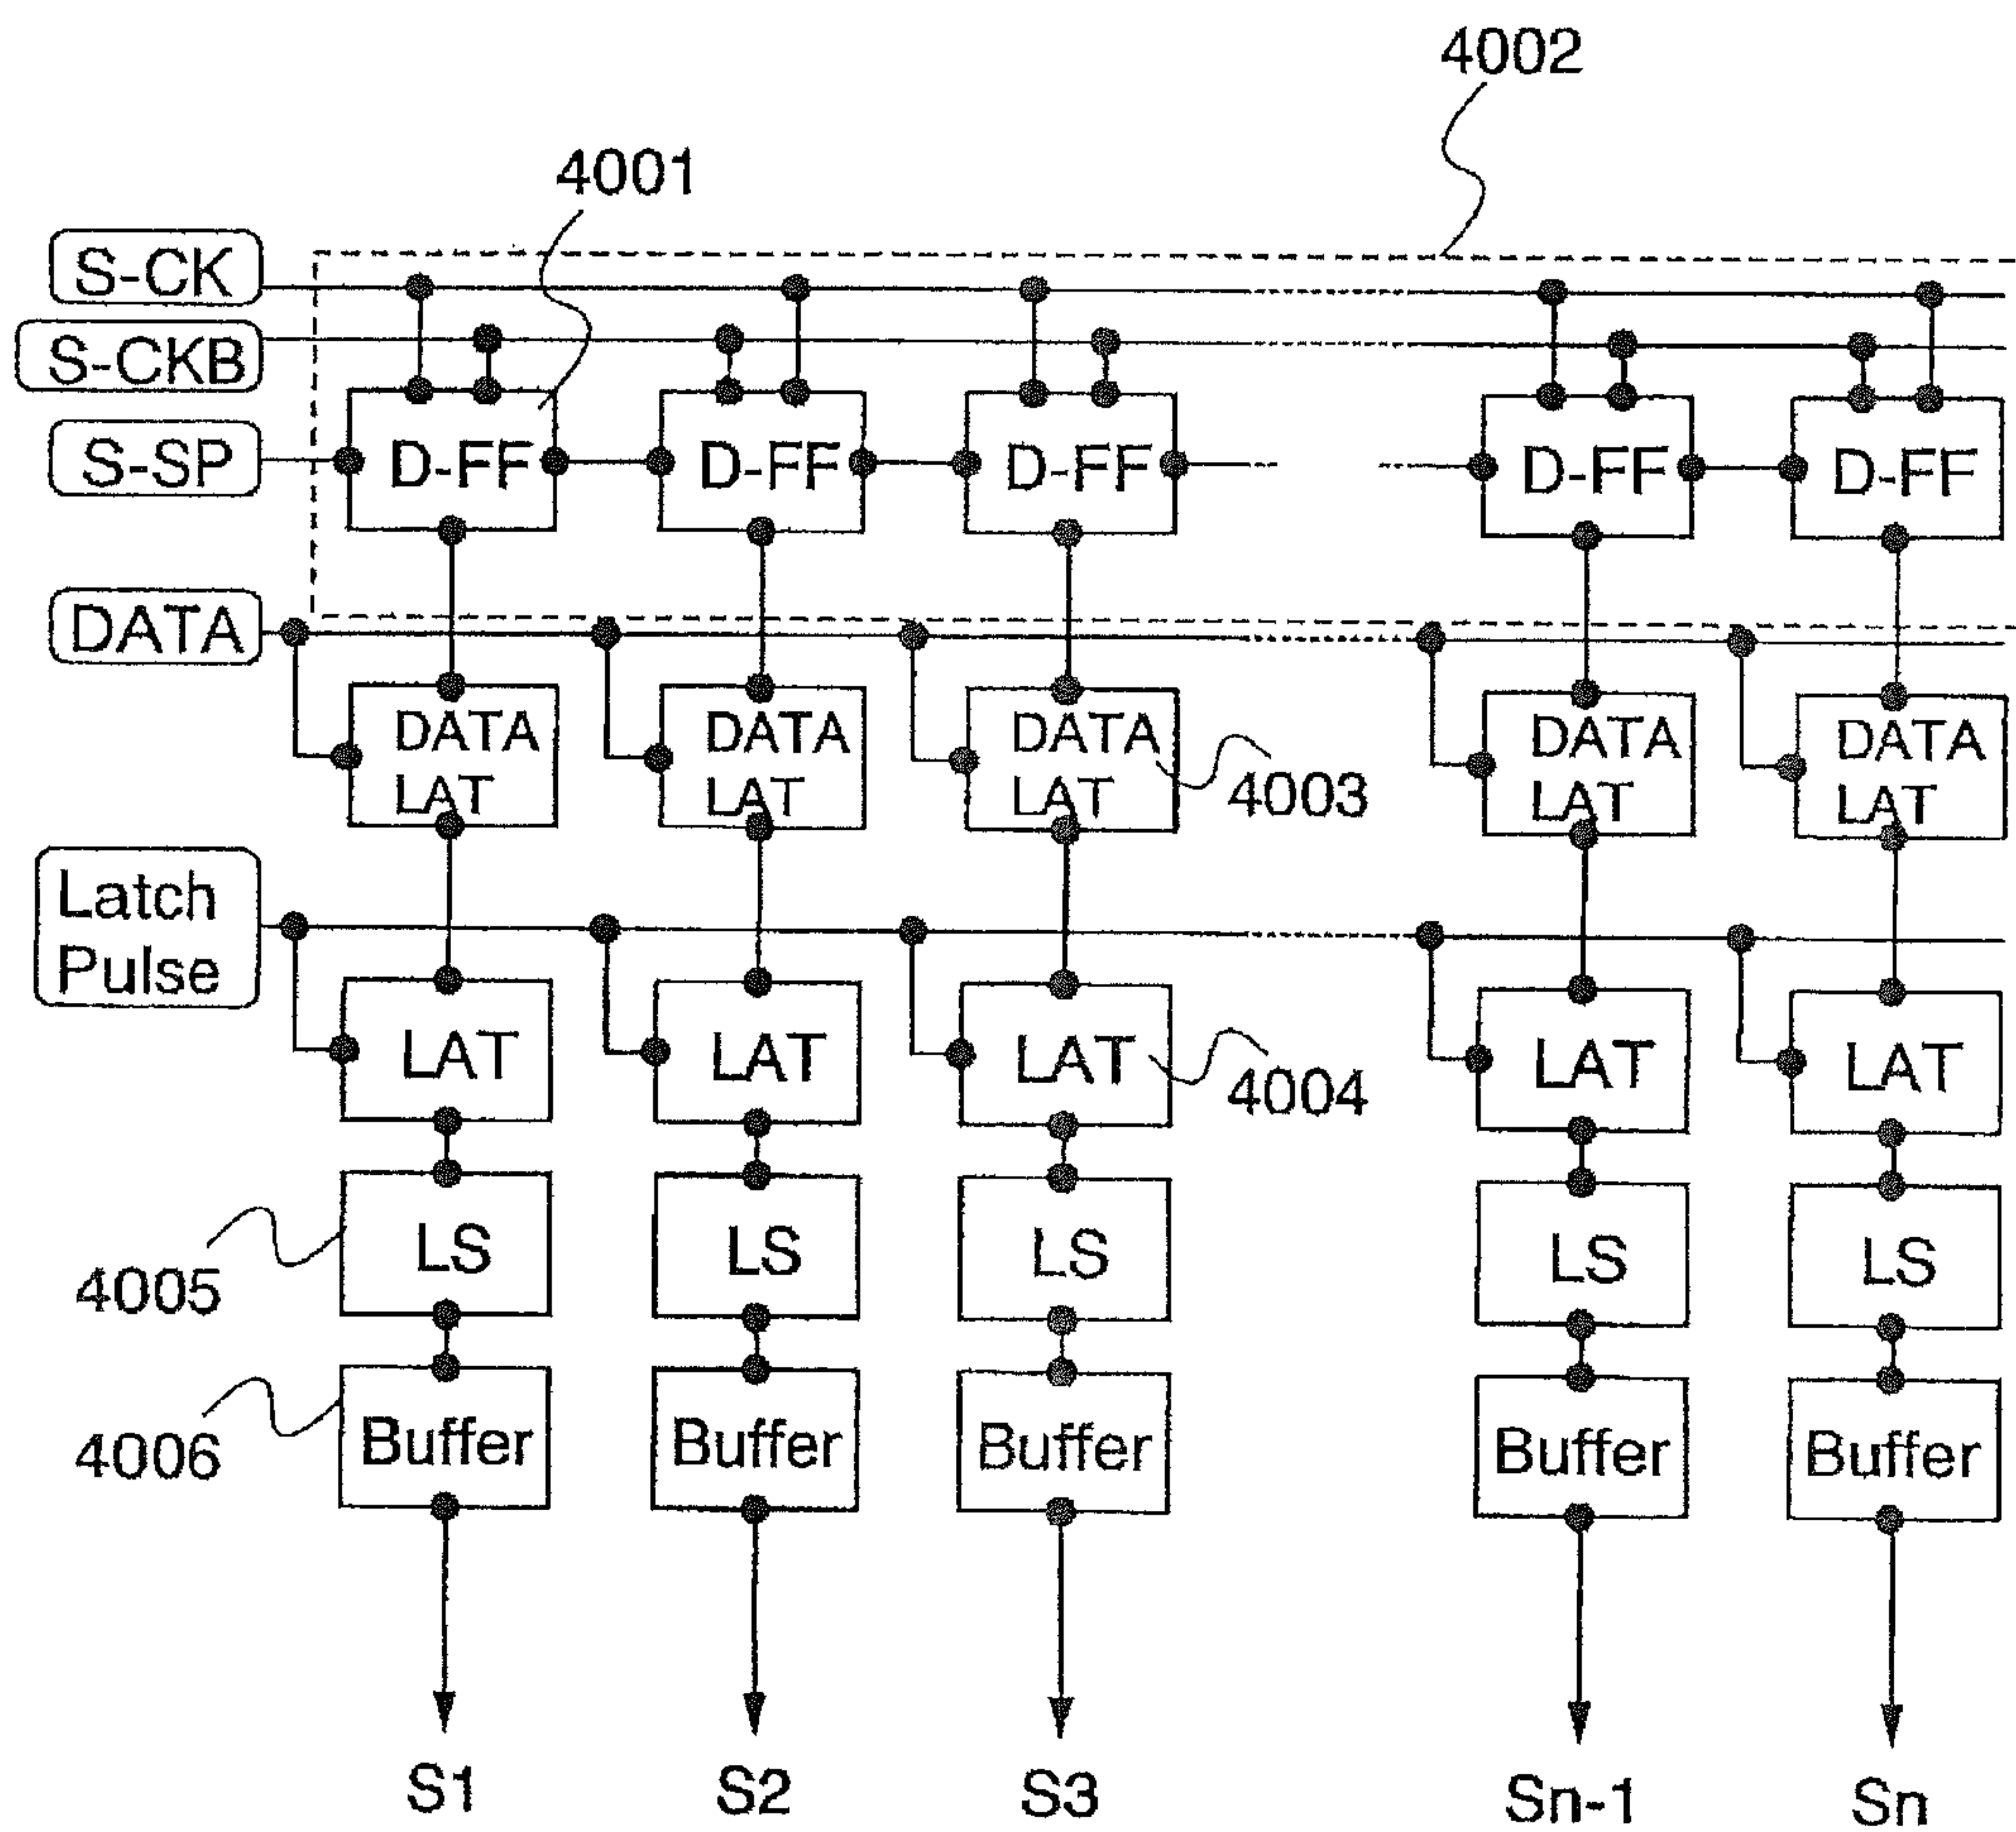 4002
4001
S-CK
S-CKB
S-SP
D-FF D-FF D-FF D-FF D-FF
DATA
DATA DATA DATA DATA DATA
LAT LAT LAT LAT LAT
4003
Latch
Pulse
LAT LAT LAT LAT LAT
4004
LS LS LS LS LS
4005
Buffer Buffer Buffer Buffer Buffer
4006
S1 S2 S3 Sn-1 Sn